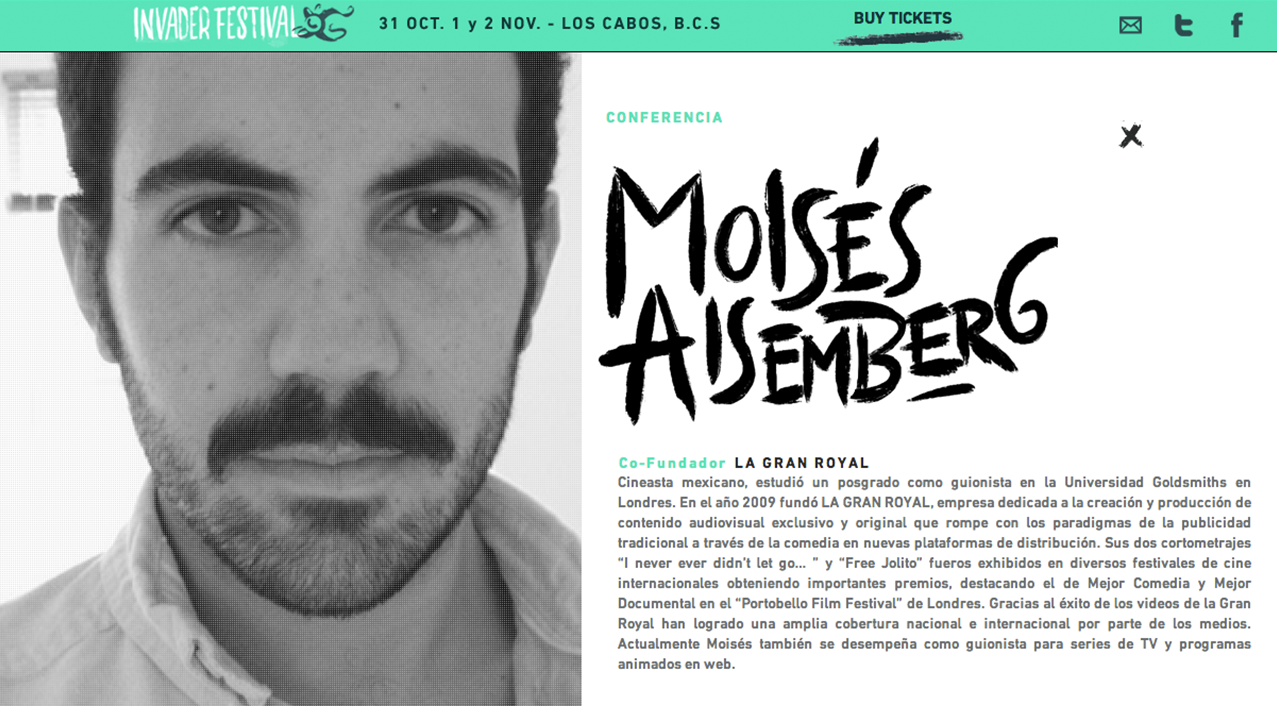 INVADER FESTIVAL
31 OCT. 1 y 2 NOV. - LOS CABOS, B.C.S
BUY TICKETS
CONFERENCIA
MOISÉS
AISEMBERG
Co-Fundador LA GRAN ROYAL
Cineasta mexicano, estudió un posgrado como guionista en la Universidad Goldsmiths en
Londres. En el año 2009 fundó LA GRAN ROYAL, empresa dedicada a la creación y producción de
contenido audiovisual exclusivo y original que rompe con los paradigmas de la publicidad
tradicional a través de la comedia en nuevas plataformas de distribución. Sus dos cortometrajes
“I never ever didn’t let go... ” y “Free Jolito” fueros exhibidos en diversos festivales de cine
internacionales obteniendo importantes premios, destacando el de Mejor Comedia y Mejor
Documental en el “Portobello Film Festival” de Londres. Gracias al éxito de los videos de la Gran
Royal han logrado una amplia cobertura nacional e internacional por parte de los medios.
Actualmente Moisés también se desempeña como guionista para series de TV y programas
animados en web.